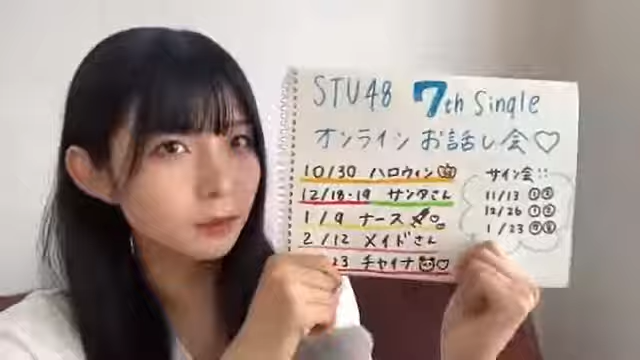 STU48 7th Single
オンラインお話し会♡
10/30 ハロウィン
12/18・19 サンタさん
1/9 ナース
2/12 メイドさん
23 チャイナ♡
サイン会::
11/13 ①②
12/26 ①②
1/23